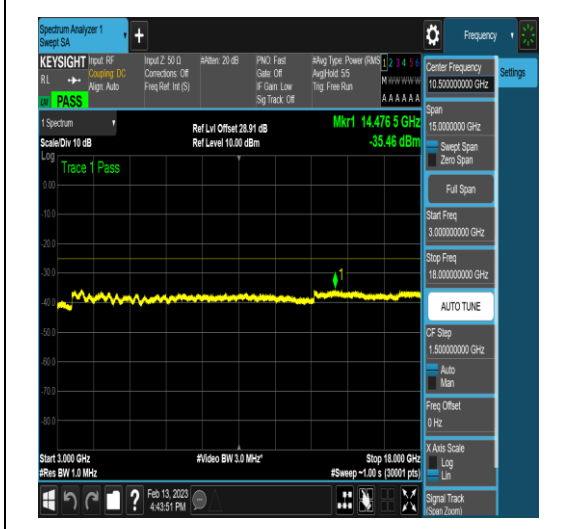 Spectrum Analyzer 1
Swept SA
Frequency
KEYSIGHT
RL
Input: RF
Coupling: DC
Align: Auto
Input Z: 50 Ω
Corrections: Off
Freq Ref: Int (S)
#Atten: 20 dB
PNO: Fast
Gate: Off
IF Gain: Low
Sig Track: Off
#Avg Type: Power (RMS
Avg|Hold: 5/5
Trig: Free Run
1 2 3 4 5 6
M W W W W W
A A A A A A
PASS
1 Spectrum
Scale/Div 10 dB
Ref Lvl Offset 28.91 dB
Ref Level 10.00 dBm
Mkr1 14.476 5 GHz
-35.46 dBm
Log
Trace 1 Pass
0.00
-10.0
-20.0
-30.0
-40.0
-50.0
-60.0
-70.0
-80.0
1
Start 3.000 GHz
#Res BW 1.0 MHz
#Video BW 3.0 MHz*
Stop 18.000 GHz
#Sweep ~1.00 s (30001 pts)
?
Feb 13, 2023
4:43:51 PM
Center Frequency
10.500000000 GHz
Settings
Span
15.0000000 GHz
Swept Span
Zero Span
Full Span
Start Freq
3.000000000 GHz
Stop Freq
18.000000000 GHz
AUTO TUNE
CF Step
1.500000000 GHz
Auto
Man
Freq Offset
0 Hz
X Axis Scale
Log
Lin
Signal Track
(Span Zoom)